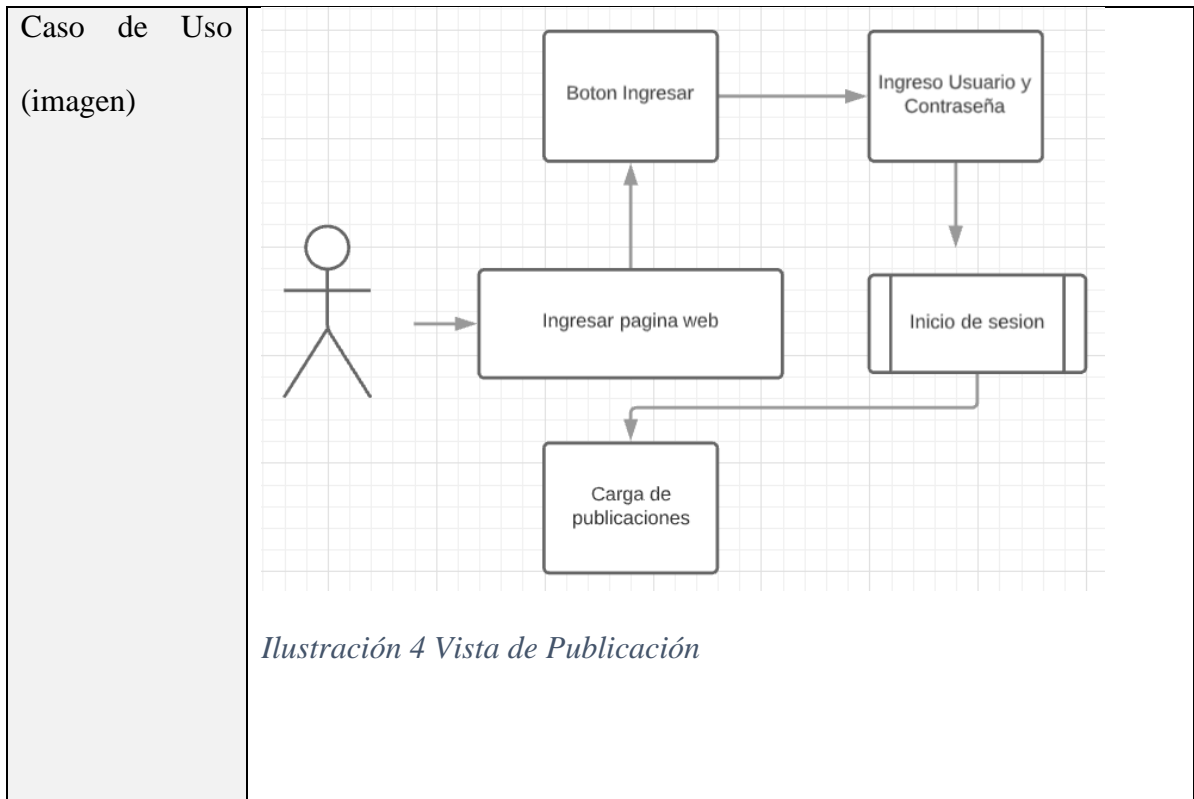 Caso de Uso
(imagen)
Boton Ingresar
Ingreso Usuario y
Contraseña
Ingresar pagina web
Inicio de sesion
Carga de
publicaciones
Ilustración 4 Vista de Publicación